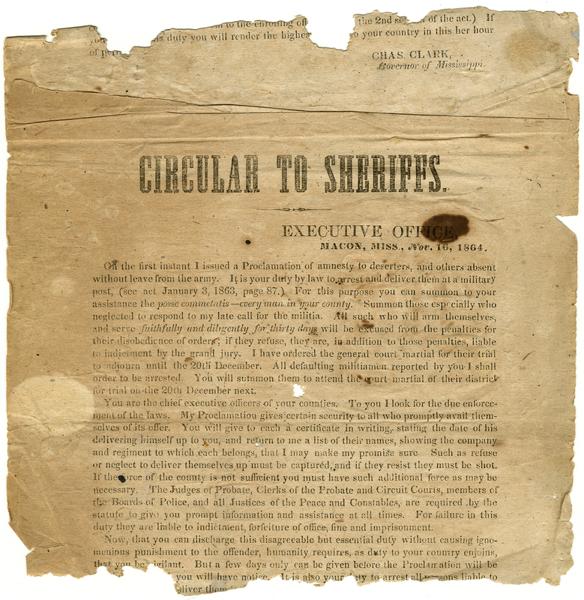 to the enrolling of the 2nd se of the act.) If
his duty you will render the highes to your country in this her hour
of per
CHAS. CLARK,
Governor of Mississippi.
CIRCULAR TO SHERIFFS.
EXECUTIVE OFFICE,
MACON, MISS., Nov. 16, 1864.
On the first instant I issued a Proclamation of amnesty to deserters, and others absent
without leave from the army. It is your duty by law to arrest and deliver them at a military
post, (see act January 3, 1863, page 87.) For this purpose you can summon to your
assistance the posse commetatis—every man in your county. Summon those especially who
neglected to respond to my late call for the militia. All such who will arm themselves,
and serve faithfully and diligently for thirty days will be excused from the penalties for
their disobedience of orders; if they refuse, they are, in addition to those penalties, liable
to indictment by the grand jury. I have ordered the general court martial for their trial
to adjourn until the 20th December. All defaulting militiamen reported by you I shall
order to be arrested. You will summon them to attend the court martial of their district
for trial on the 20th December next.
You are the chief executive officers of your counties. To you I look for the due enforce-
ment of the laws. My Proclamation gives certain security to all who promptly avail them-
selves of its offer. You will give to each a certificate in writing, stating the date of his
delivering himself up to you, and return to me a list of their names, showing the company
and regiment to which each belongs, that I may make my promise sure. Such as refuse
or neglect to deliver themselves up must be captured, and if they resist they must be shot.
If the force of the county is not sufficient you must have such additional force as may be
necessary. The Judges of Probate, Clerks of the Probate and Circuit Courts, members of
the Boards of Police, and all Justices of the Peace and Constables, are required by the
statute to give you prompt information and assistance at all times. For failure in this
duty they are liable to indictment, forfeiture of office, fine and imprisonment.
Now, that you can discharge this disagreeable but essential duty without causing igno-
menious punishment to the offender, humanity requires, as duty to your country enjoins,
that you be vigilant. But a few days only can be given before the Proclamation will be
you will have notice. It is also your duty to arrest all persons liable to
deliver them